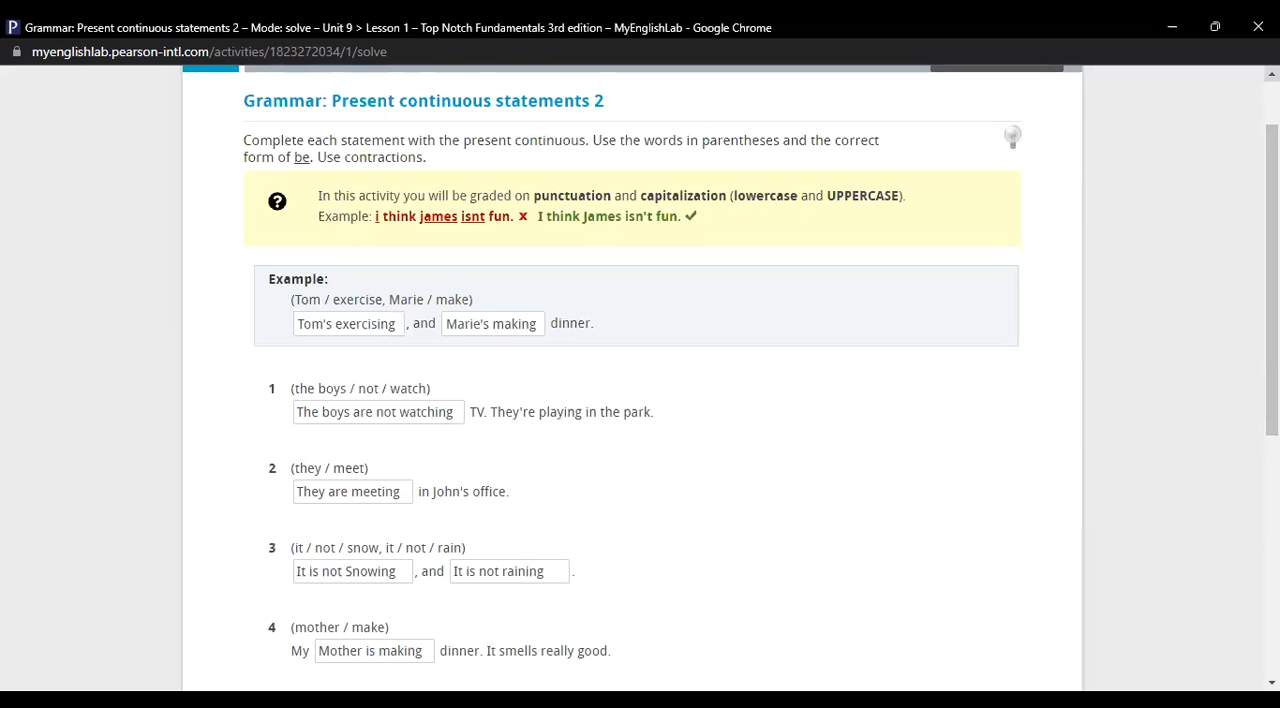 Grammar: Present continuous statements 2 – Mode: solve – Unit 9 > Lesson 1 – Top Notch Fundamentals 3rd edition – MyEnglishLab - Google Chrome
myenglishlab.pearson-intl.com/activities/1823272034/1/solve
Grammar: Present continuous statements 2
Complete each statement with the present continuous. Use the words in parentheses and the correct
form of be. Use contractions.
In this activity you will be graded on punctuation and capitalization (lowercase and UPPERCASE).
Example: i think james isnt fun. x I think James isn't fun. ✔
Example:
(Tom / exercise, Marie / make)
Tom's exercising , and Marie's making dinner.
1 (the boys / not / watch)
The boys are not watching TV. They're playing in the park.
2 (they / meet)
They are meeting in John's office.
3 (it / not / snow, it / not / rain)
It is not Snowing , and It is not raining .
4 (mother / make)
My Mother is making dinner. It smells really good.